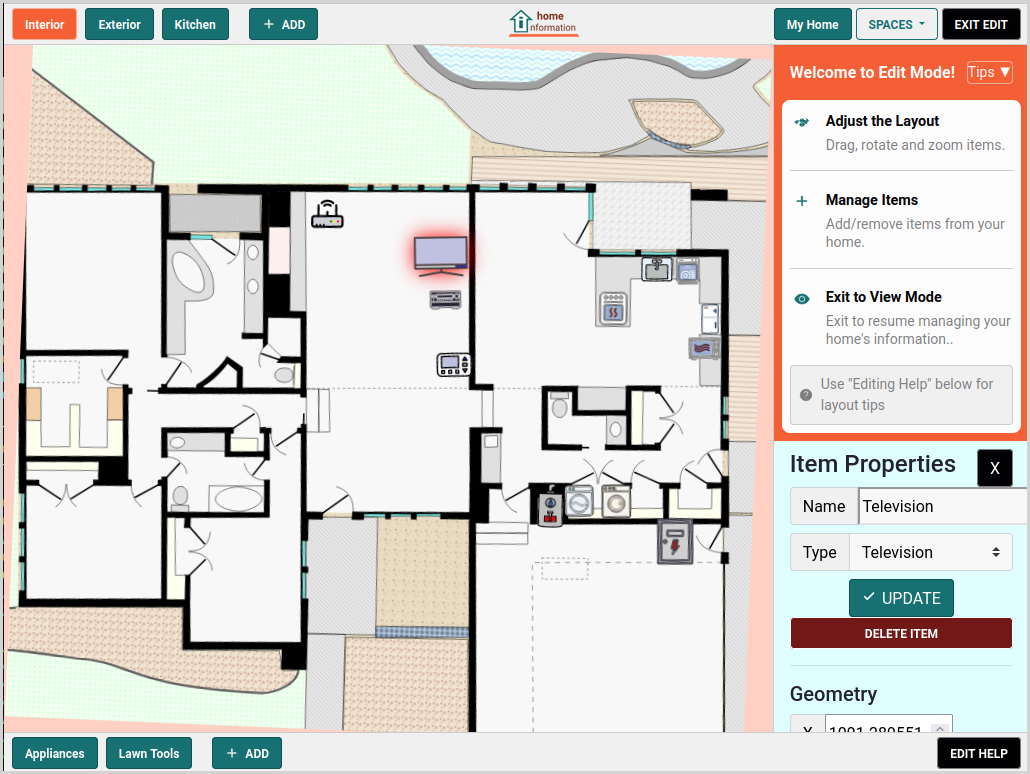 Interior
Exterior
Kitchen
+ ADD
home
information
My Home
SPACES
EXIT EDIT
Welcome to Edit Mode!
Tips ▼
Adjust the Layout
Drag, rotate and zoom items.
Manage Items
Add/remove items from your
home.
Exit to View Mode
Exit to resume managing your
home's information..
Use "Editing Help" below for
layout tips
Item Properties
X
Name
Television
Type
Television
UPDATE
DELETE ITEM
Geometry
Appliances
Lawn Tools
+ ADD
EDIT HELP